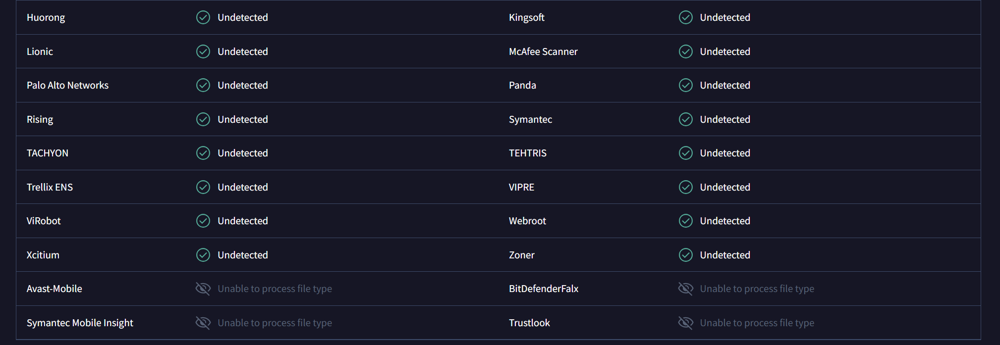 Huorong Undetected Kingsoft Undetected
Lionic Undetected McAfee Scanner Undetected
Palo Alto Networks Undetected Panda Undetected
Rising Undetected Symantec Undetected
TACHYON Undetected TEHTRIS Undetected
Trellix ENS Undetected VIPRE Undetected
ViRobot Undetected Webroot Undetected
Xcitium Undetected Zoner Undetected
Avast-Mobile Unable to process file type BitDefenderFalx Unable to process file type
Symantec Mobile Insight Unable to process file type Trustlook Unable to process file type